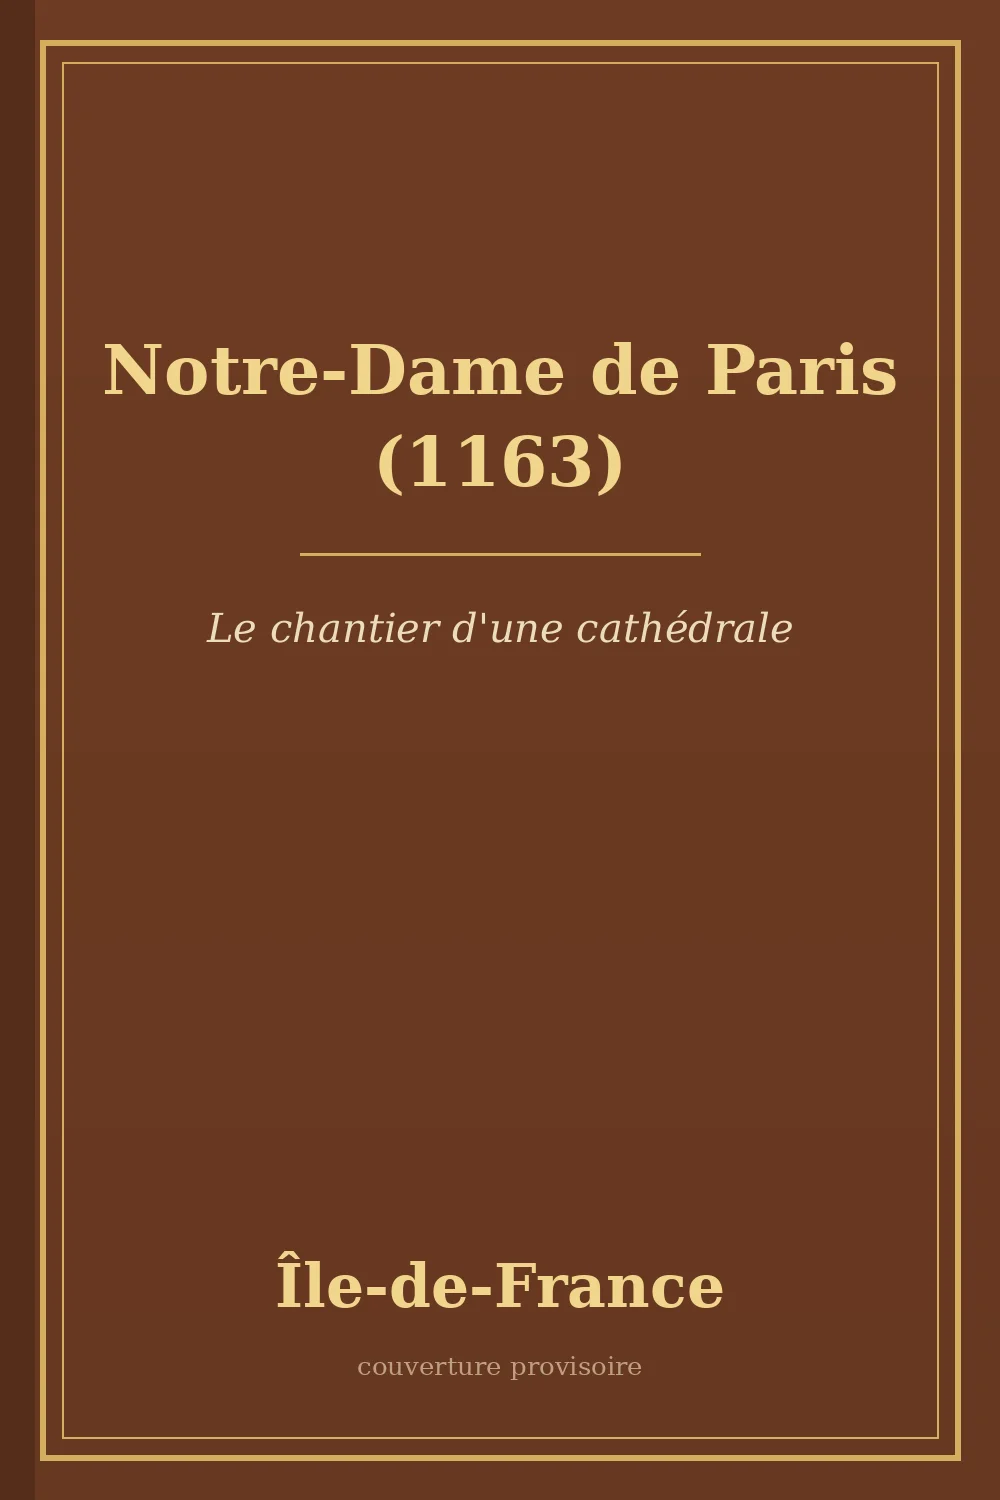 Notre-Dame de Paris
(1163)
Le chantier d'une cathédrale
Île-de-France
couverture provisoire